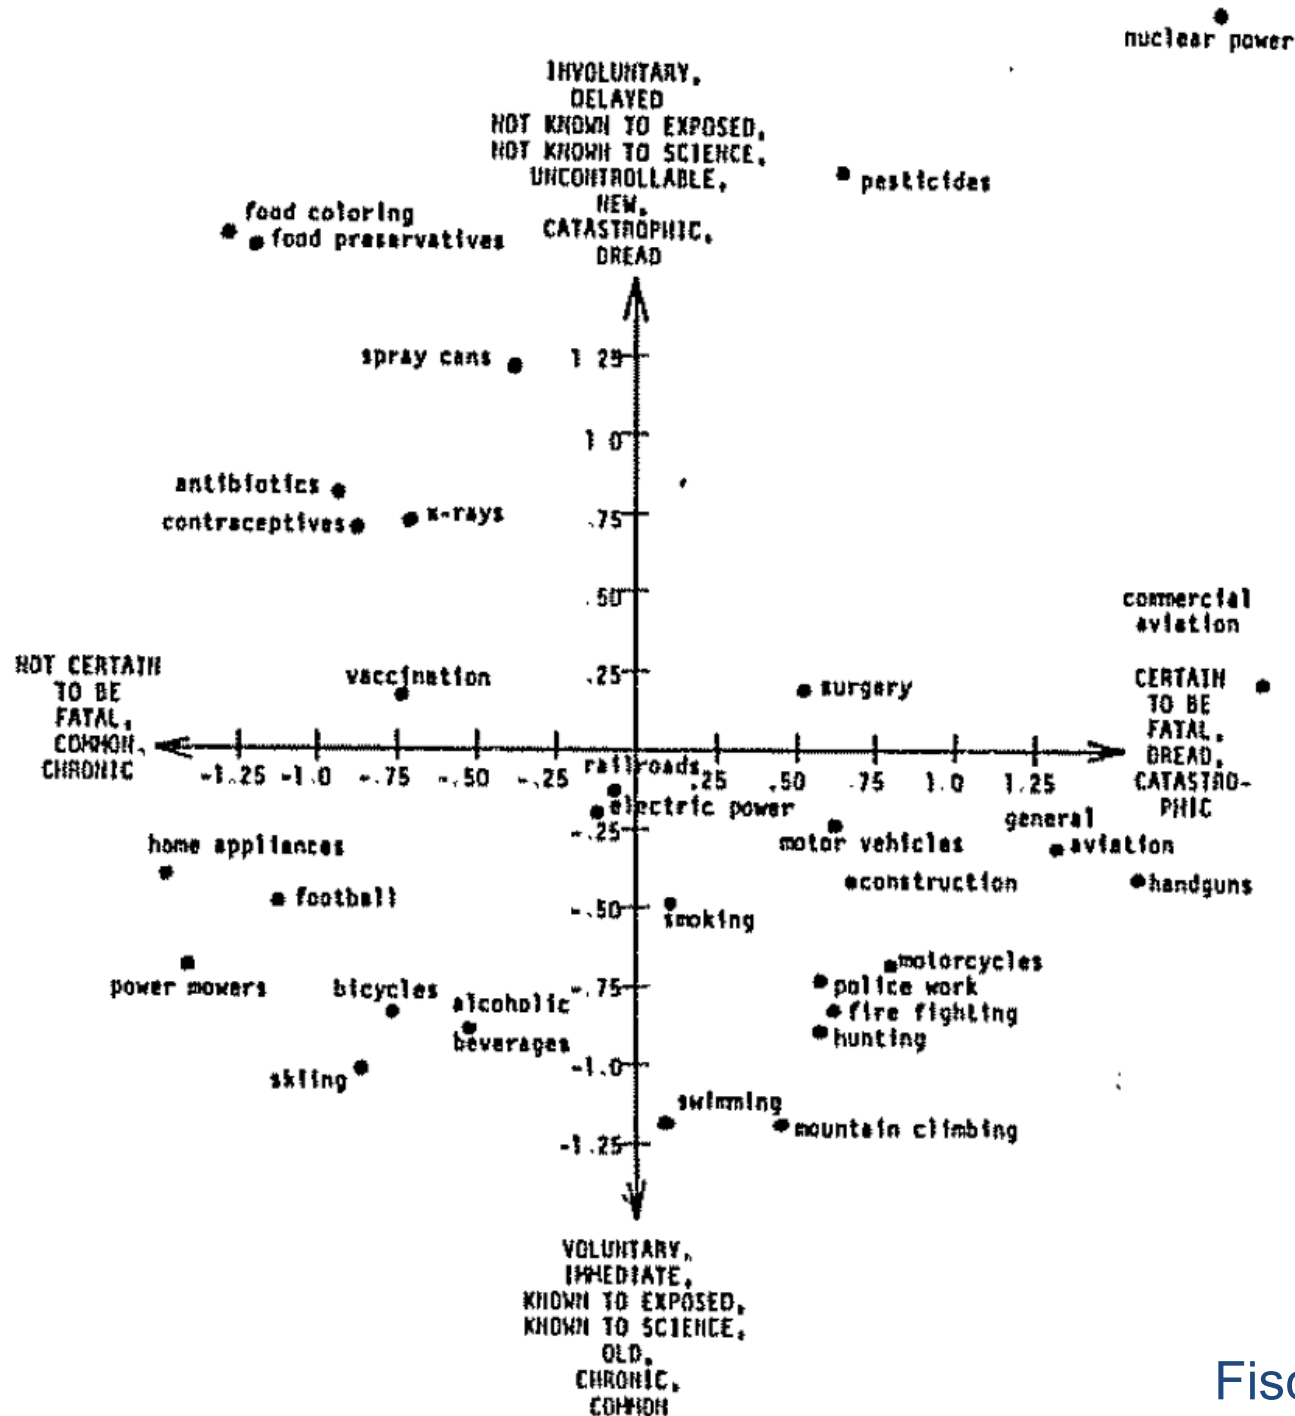 nuclear power
INVOLUNTARY,
DELAYED
NOT KNOWN TO EXPOSED,
NOT KNOWN TO SCIENCE,
UNCONTROLLABLE,
NEW,
CATASTROPHIC,
DREAD
pesticides
food coloring
food preservatives
spray cans
1 25
1 0
antibiotics
contraceptives
x-rays
.75
.50
commercial
aviation
NOT CERTAIN
TO BE
FATAL,
COMMON,
CHRONIC
vaccination
.25
surgery
CERTAIN
TO BE
FATAL,
DREAD,
CATASTRO-
PHIC
-1.25 -1.0 -.75 -.50 -.25
.25 .50 .75 1.0 1.25
railroads
electric power
-.25
motor vehicles
general
aviation
home appliances
football
construction
handguns
-.50
smoking
power mowers
bicycles
alcoholic
beverages
-.75
motorcycles
police work
fire fighting
hunting
skiing
-1.0
swimming
mountain climbing
-1.25
VOLUNTARY,
IMMEDIATE,
KNOWN TO EXPOSED,
KNOWN TO SCIENCE,
OLD,
CHRONIC,
COMMON
Fisc